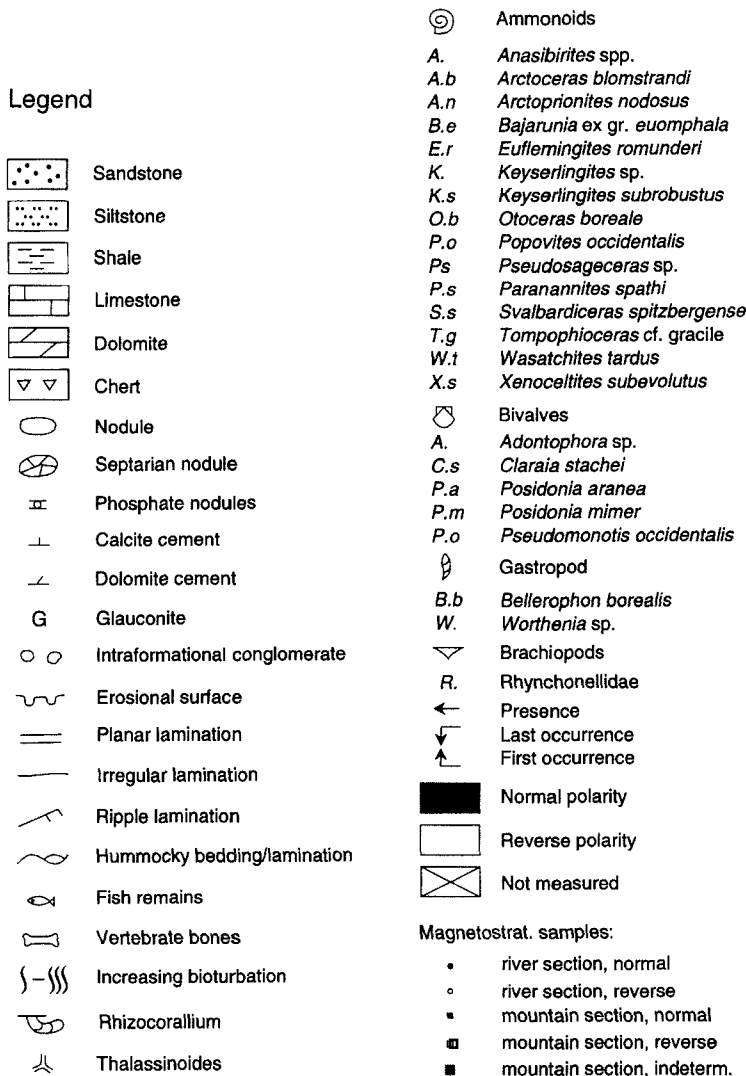 Legend
Sandstone
Siltstone
Shale
Limestone
Dolomite
Chert
Nodule
Septarian nodule
Phosphate nodules
Calcite cement
Dolomite cement
G Glauconite
Intraformational conglomerate
Erosional surface
Planar lamination
Irregular lamination
Ripple lamination
Hummocky bedding/lamination
Fish remains
Vertebrate bones
Increasing bioturbation
Rhizocorallium
Thalassinoides
Ammonoids
A. Anasibirites spp.
A.b Arctoceras blomstrandi
A.n Arctoprionites nodosus
B.e Bajarunia ex gr. euomphala
E.r Euflemingites romunderi
K. Keyserlingites sp.
K.s Keyserlingites subrobustus
O.b Otoceras boreale
P.o Popovites occidentalis
Ps Pseudosageceras sp.
P.s Paranannites spathi
S.s Svalbardiceras spitzbergense
T.g Tompophioceras cf. gracile
W.t Wasatchites tardus
X.s Xenoceltites subevolutus
Bivalves
A. Adontophora sp.
C.s Claraia stachei
P.a Posidonia aranea
P.m Posidonia mimer
P.o Pseudomonotis occidentalis
Gastropod
B.b Bellerophon borealis
W. Worthenia sp.
Brachiopods
R. Rhynchonellidae
Presence
Last occurrence
First occurrence
Normal polarity
Reverse polarity
Not measured
Magnetostrat. samples:
river section, normal
river section, reverse
mountain section, normal
mountain section, reverse
mountain section, indeterm.